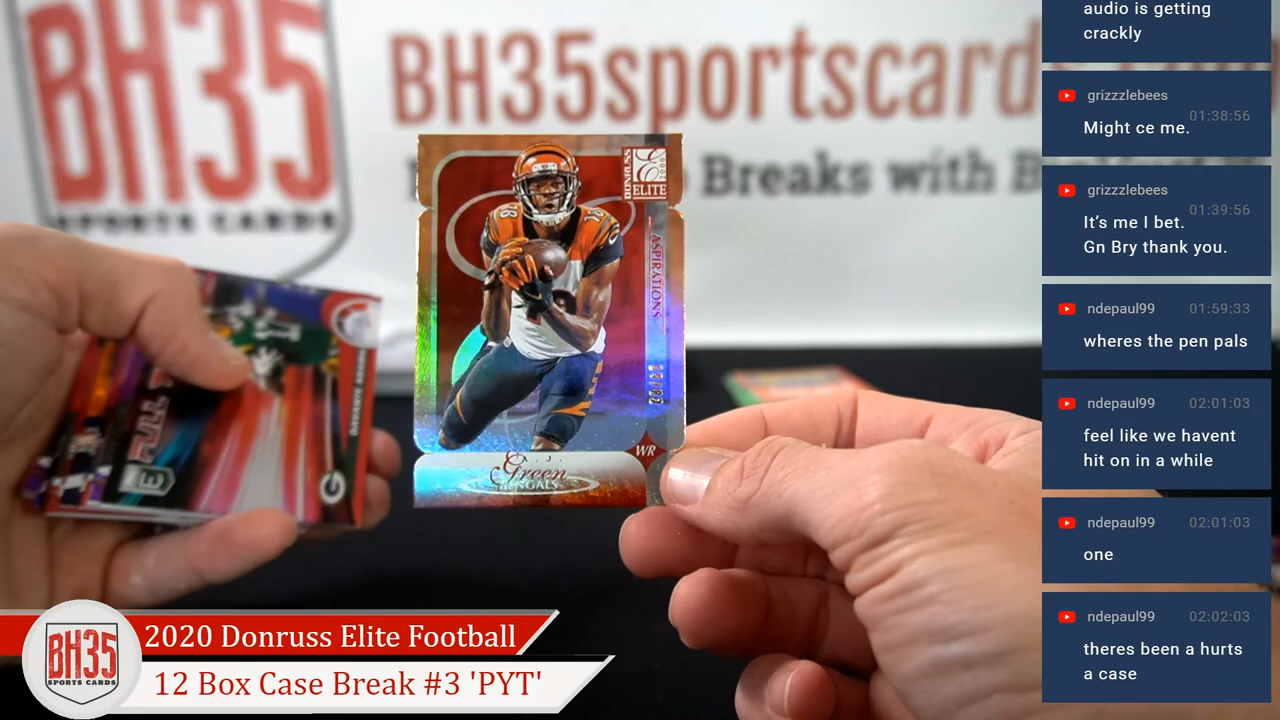 BH35
SPORTS CARDS
BH35sportscard
Breaks with B
DONRUSS
2000
ELITE
ASPIRATIONS
WR
A.J.
Green
BENGALS
FULL
G
2020 Donruss Elite Football
12 Box Case Break #3 'PYT'
BH35
SPORTS CARDS
audio is getting
crackly
grizzzlebees
01:38:56
Might ce me.
grizzzlebees
01:39:56
It's me I bet.
Gn Bry thank you.
ndepaul99
01:59:33
wheres the pen pals
ndepaul99
02:01:03
feel like we havent
hit on in a while
ndepaul99
02:01:03
one
ndepaul99
02:02:03
theres been a hurts
a case